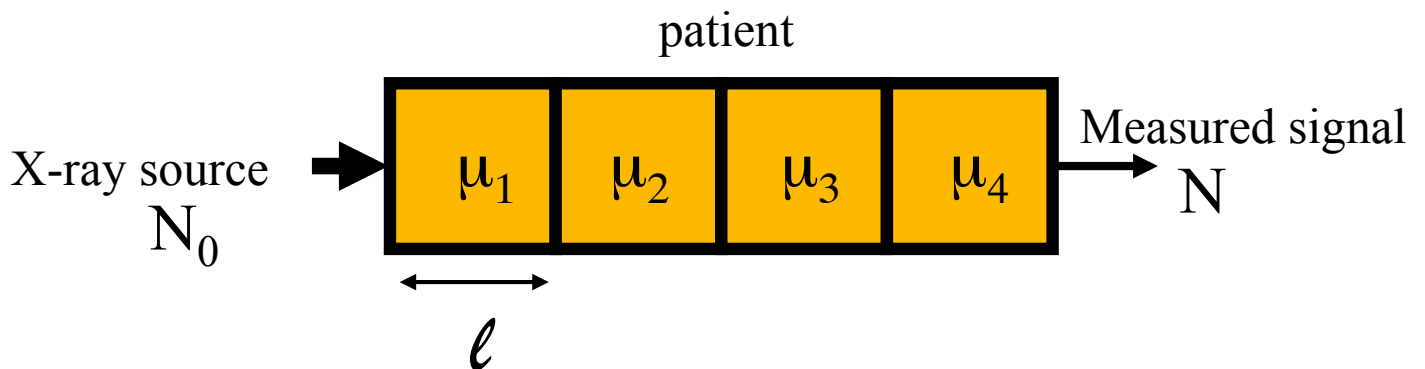 patient
X-ray source
N₀
μ₁
μ₂
μ₃
μ₄
Measured signal
N
ℓ